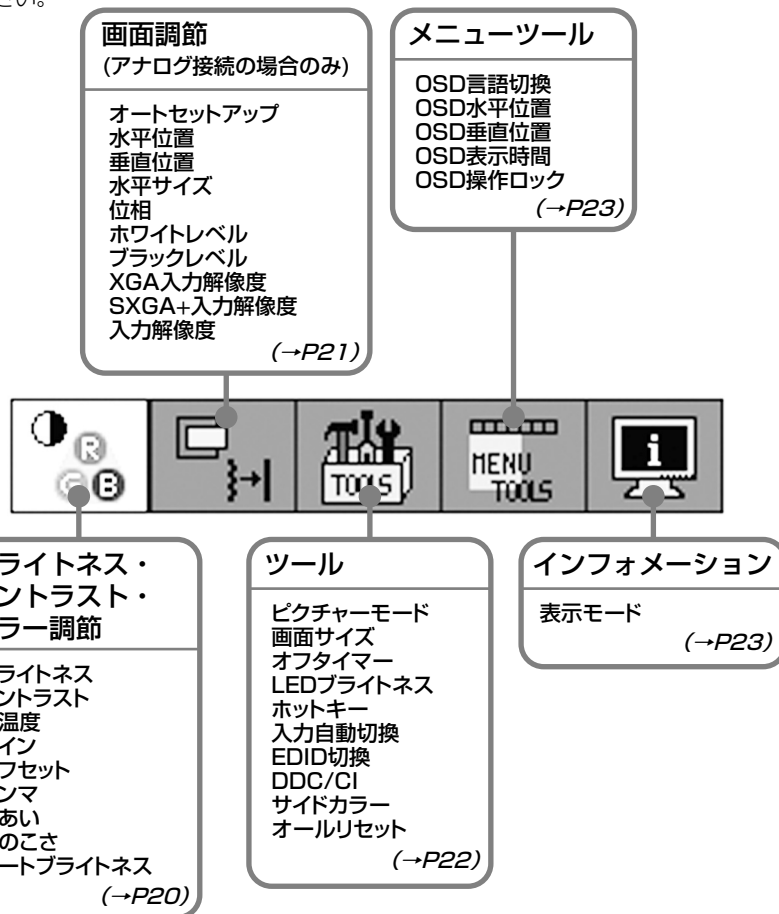 さい。
画面調節
(アナログ接続の場合のみ)
オートセットアップ
水平位置
垂直位置
水平サイズ
位相
ホワイトレベル
ブラックレベル
XGA入力解像度
SXGA+入力解像度
入力解像度
(→P21)
メニューツール
OSD言語切換
OSD水平位置
OSD垂直位置
OSD表示時間
OSD操作ロック
(→P23)
R
G B
TOOLS
MENU
TOOLS
i
ライトネス・
ントラスト・
ラー調節
ライトネス
ントラスト
温度
イン
フセット
ンマ
あい
のこさ
ートブライトネス
(→P20)
ツール
ピクチャーモード
画面サイズ
オフタイマー
LEDブライトネス
ホットキー
入力自動切換
EDID切換
DDC/CI
サイドカラー
オールリセット
(→P22)
インフォメーション
表示モード
(→P23)